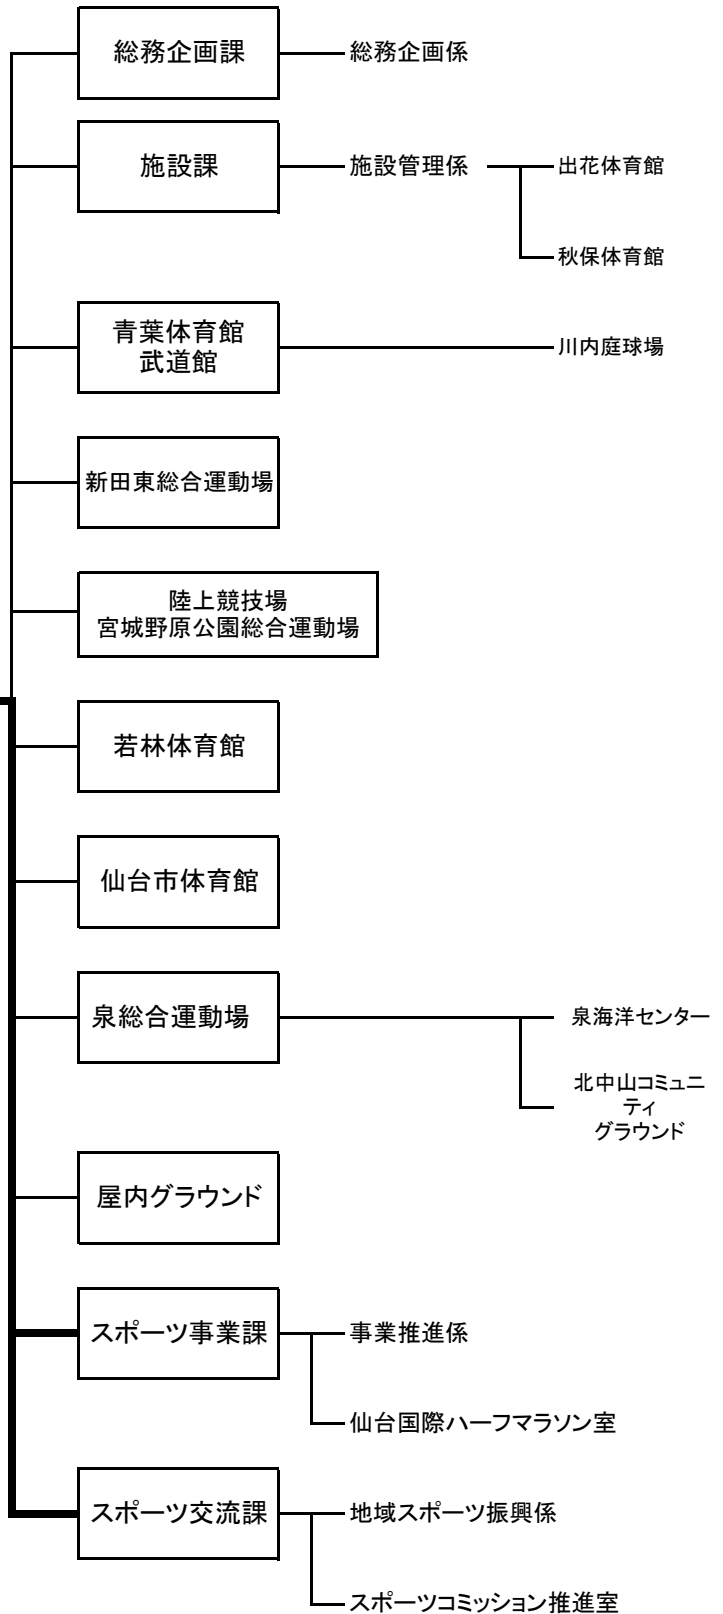 総務企画課
総務企画係
施設課
施設管理係
出花体育館
秋保体育館
青葉体育館
武道館
川内庭球場
新田東総合運動場
陸上競技場
宮城野原公園総合運動場
若林体育館
仙台市体育館
泉総合運動場
泉海洋センター
北中山コミュニ
ティ
グラウンド
屋内グラウンド
スポーツ事業課
事業推進係
仙台国際ハーフマラソン室
スポーツ交流課
地域スポーツ振興係
スポーツコミッション推進室